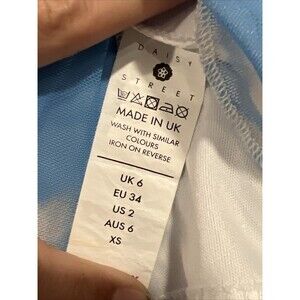 DAISY
STREET
MADE IN UK
WASH WITH SIMILAR
COLOURS
IRON ON REVERSE
UK 6
EU 34
US 2
AUS 6
XS